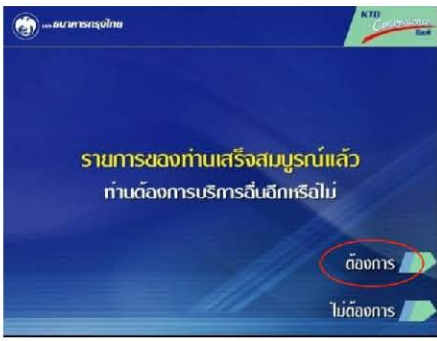 ธนาคารกรุงไทย
KTB
Convenience
Bank
รายการของท่านเสร็จสมบูรณ์แล้ว
ท่านต้องการบริการอื่นอีกหรือไม่
ต้องการ
ไม่ต้องการ